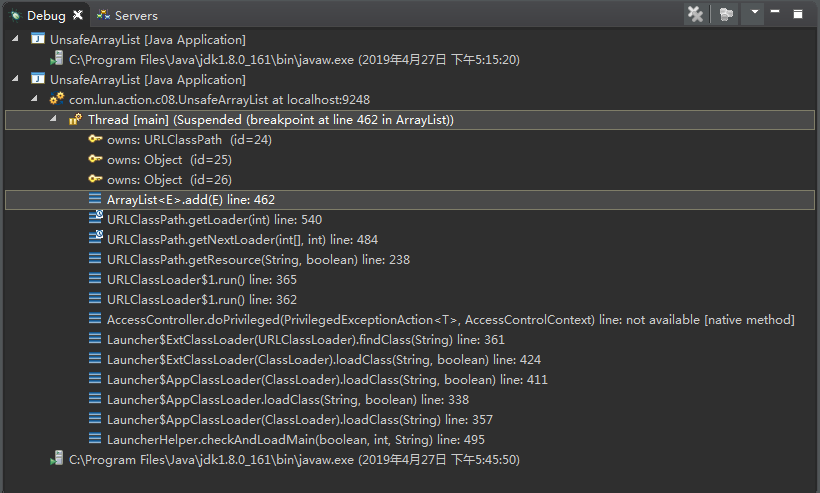 Debug Servers
UnsafeArrayList [Java Application]
C:\Program Files\Java\jdk1.8.0_161\bin\javaw.exe (2019年4月27日 下午5:15:20)
UnsafeArrayList [Java Application]
com.lun.action.c08.UnsafeArrayList at localhost:9248
Thread [main] (Suspended (breakpoint at line 462 in ArrayList))
owns: URLClassPath (id=24)
owns: Object (id=25)
owns: Object (id=26)
ArrayList<E>.add(E) line: 462
URLClassPath.getLoader(int) line: 540
URLClassPath.getNextLoader(int[], int) line: 484
URLClassPath.getResource(String, boolean) line: 238
URLClassLoader$1.run() line: 365
URLClassLoader$1.run() line: 362
AccessController.doPrivileged(PrivilegedExceptionAction<T>, AccessControlContext) line: not available [native method]
Launcher$ExtClassLoader(URLClassLoader).findClass(String) line: 361
Launcher$ExtClassLoader(ClassLoader).loadClass(String, boolean) line: 424
Launcher$AppClassLoader(ClassLoader).loadClass(String, boolean) line: 411
Launcher$AppClassLoader.loadClass(String, boolean) line: 338
Launcher$AppClassLoader(ClassLoader).loadClass(String) line: 357
LauncherHelper.checkAndLoadMain(boolean, int, String) line: 495
C:\Program Files\Java\jdk1.8.0_161\bin\javaw.exe (2019年4月27日 下午5:45:50)